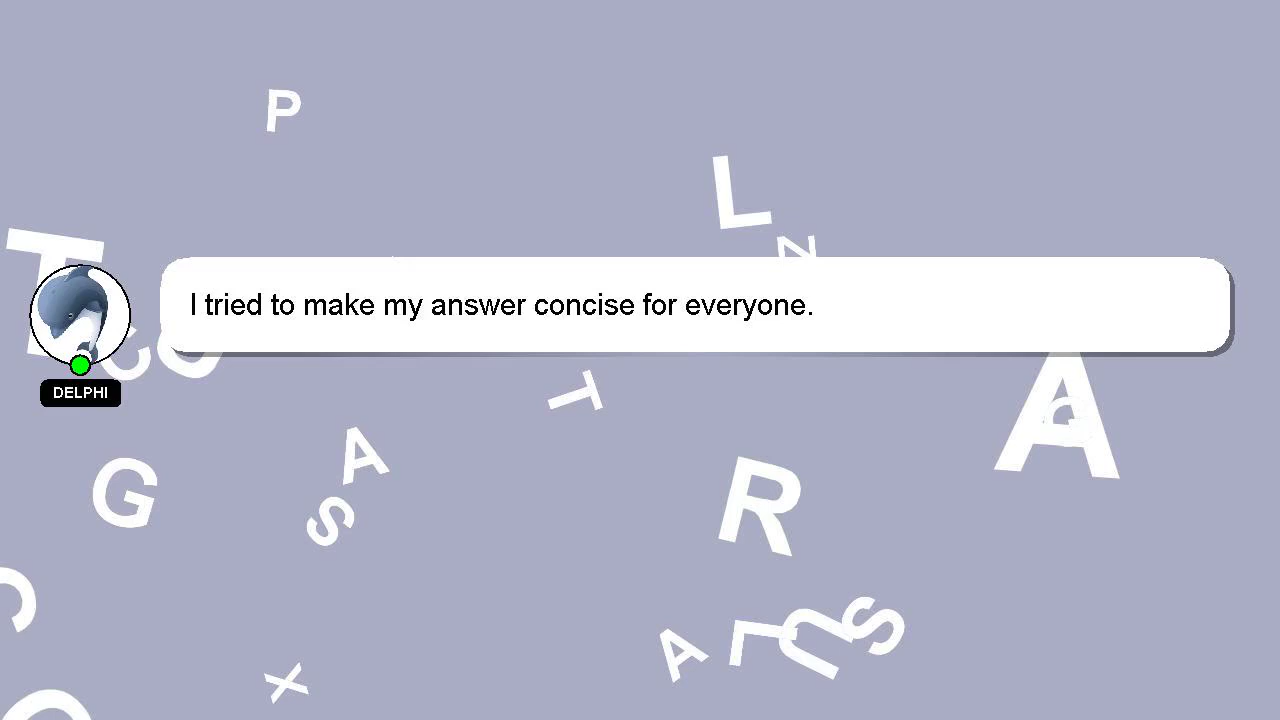 P
L
Z
T
I tried to make my answer concise for everyone.
DELPHI
T
A
G
A
S
R
G
C
A
L
U
S
X
O